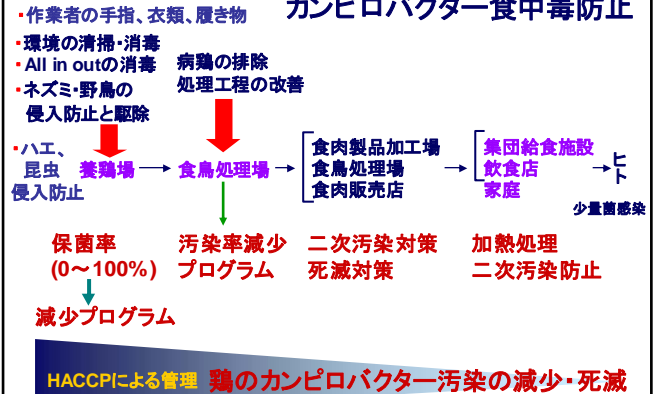 カンピロバクター食中毒防止
・作業者の手指、衣類、履き物
・環境の清掃・消毒
・All in outの消毒
・ネズミ・野鳥の
侵入防止と駆除
病鶏の排除
処理工程の改善
・ハエ、
昆虫
侵入防止
養鶏場
食鳥処理場
食肉製品加工場
食鳥処理場
食肉販売店
集団給食施設
飲食店
家庭
ヒト
少量菌感染
保菌率
(0〜100%)
汚染率減少
プログラム
二次汚染対策
死滅対策
加熱処理
二次汚染防止
減少プログラム
HACCPによる管理 鶏のカンピロバクター汚染の減少・死滅